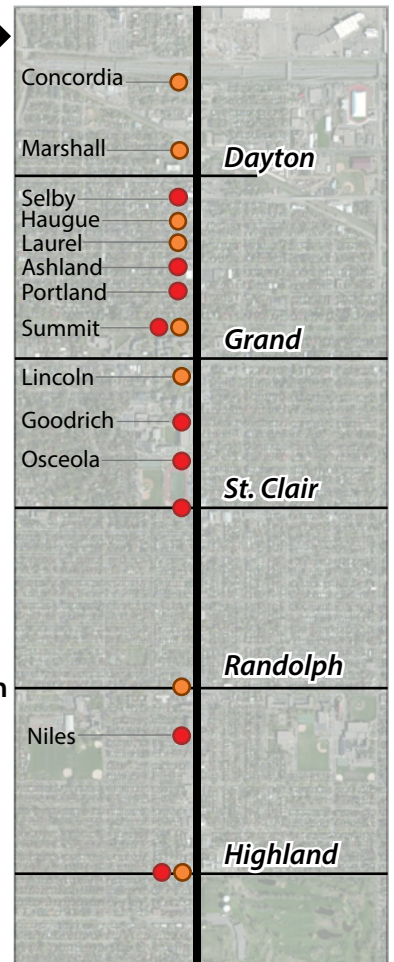 Concordia
Marshall
Dayton
Selby
Haugue
Laurel
Ashland
Portland
Summit
Grand
Lincoln
Goodrich
Osceola
St. Clair
Randolph
n
Niles
Highland